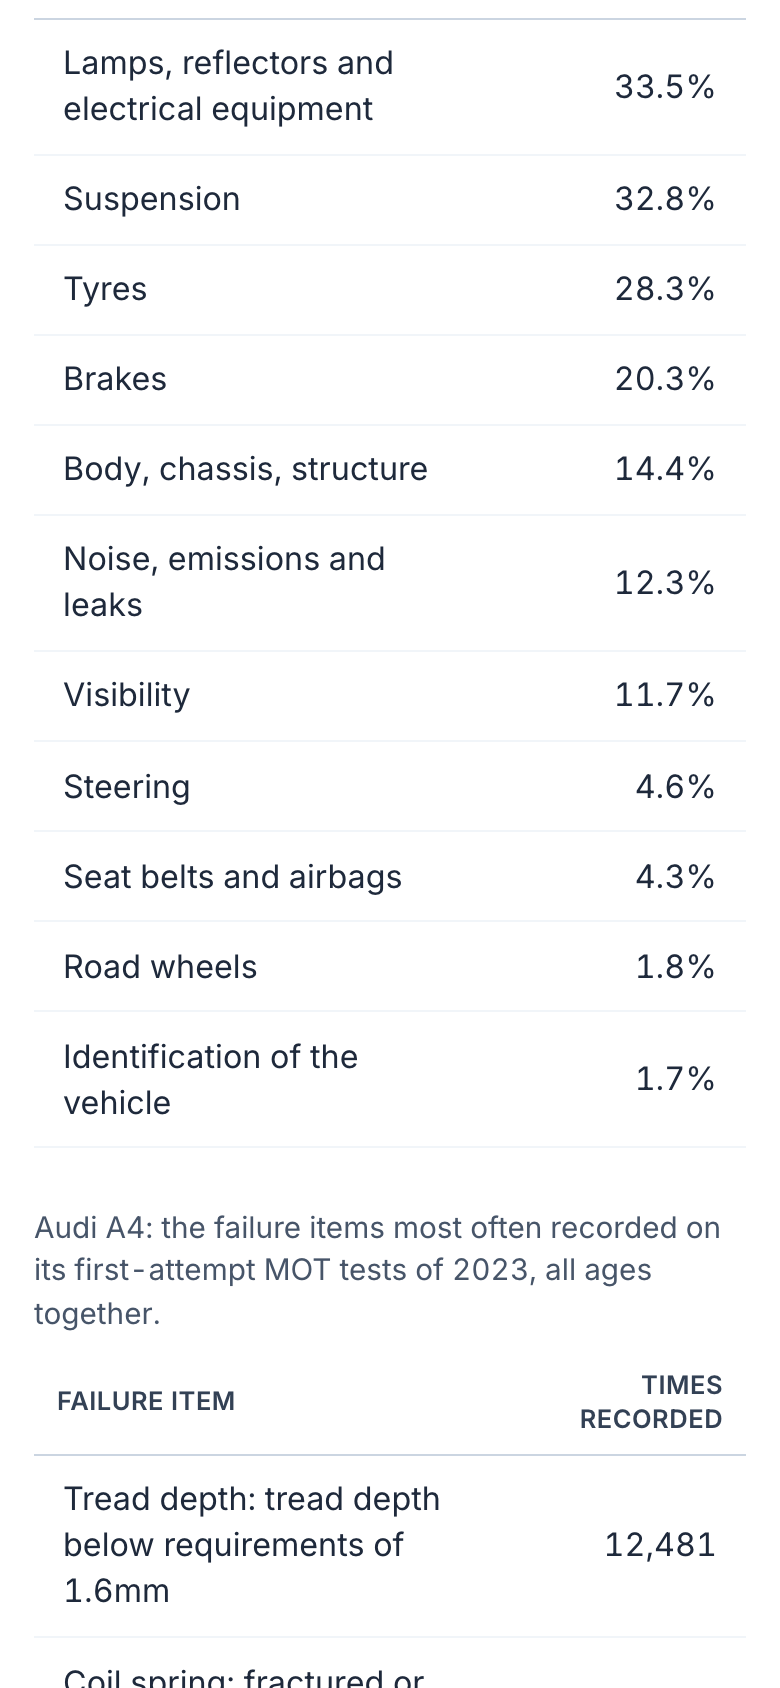 Lamps, reflectors and
electrical equipment
33.5%
Suspension 32.8%
Tyres 28.3%
Brakes 20.3%
Body, chassis, structure 14.4%
Noise, emissions and
leaks
12.3%
Visibility 11.7%
Steering 4.6%
Seat belts and airbags 4.3%
Road wheels 1.8%
Identification of the
vehicle
1.7%
Audi A4: the failure items most often recorded on
its first-attempt MOT tests of 2023, all ages
together.
FAILURE ITEM
TIMES
RECORDED
Tread depth: tread depth
below requirements of
1.6mm
12,481
Coil spring: fractured or